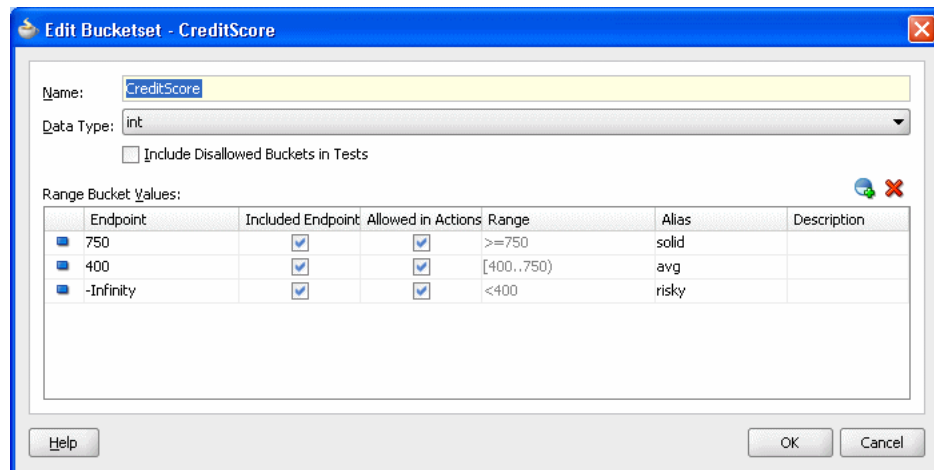 Edit Bucketset - CreditScore
Name: CreditScore
Data Type: int
Include Disallowed Buckets in Tests
Range Bucket Values:
Endpoint Included Endpoint Allowed in Actions Range Alias Description
750 >=750 solid
400 [400..750) avg
-Infinity <400 risky
Help OK Cancel